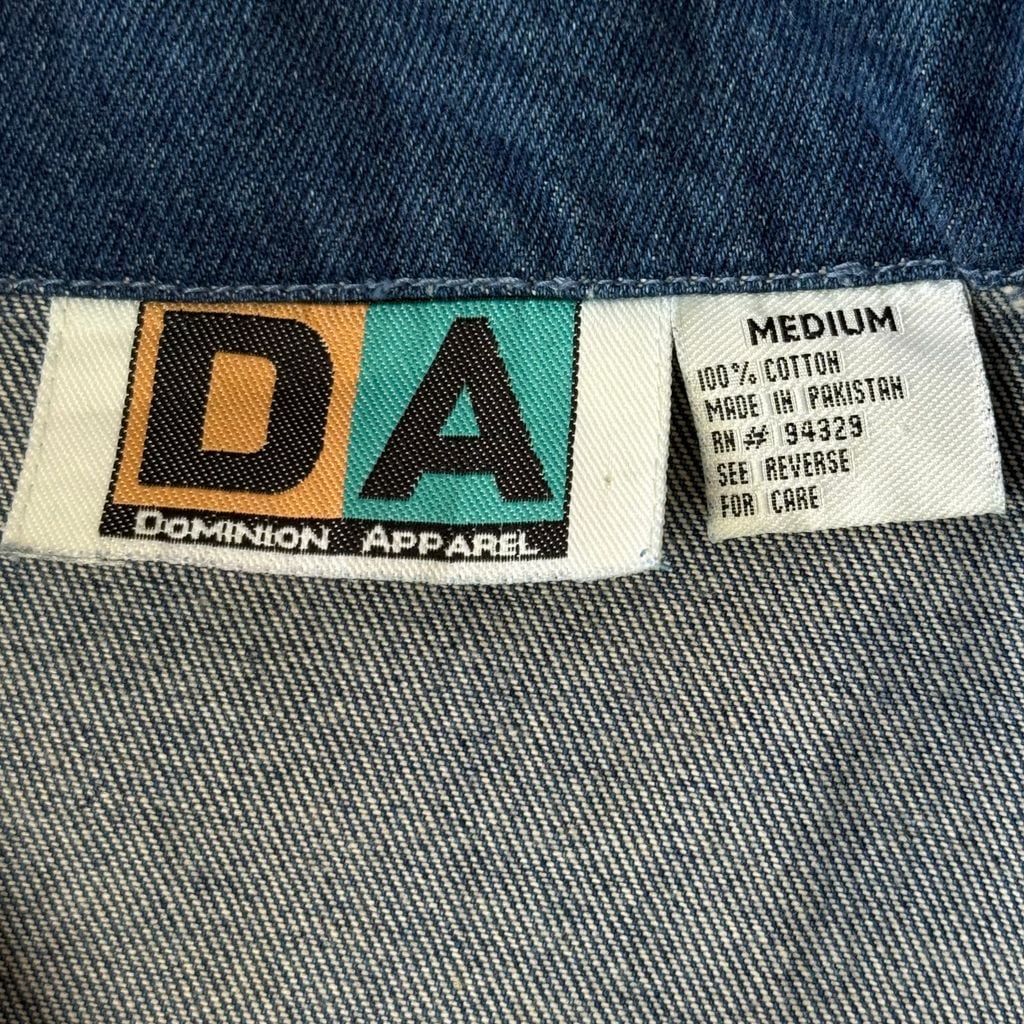 DA
DOMINION APPAREL
MEDIUM
100% COTTON
MADE IN PAKISTAN
RN # 94329
SEE REVERSE
FOR CARE